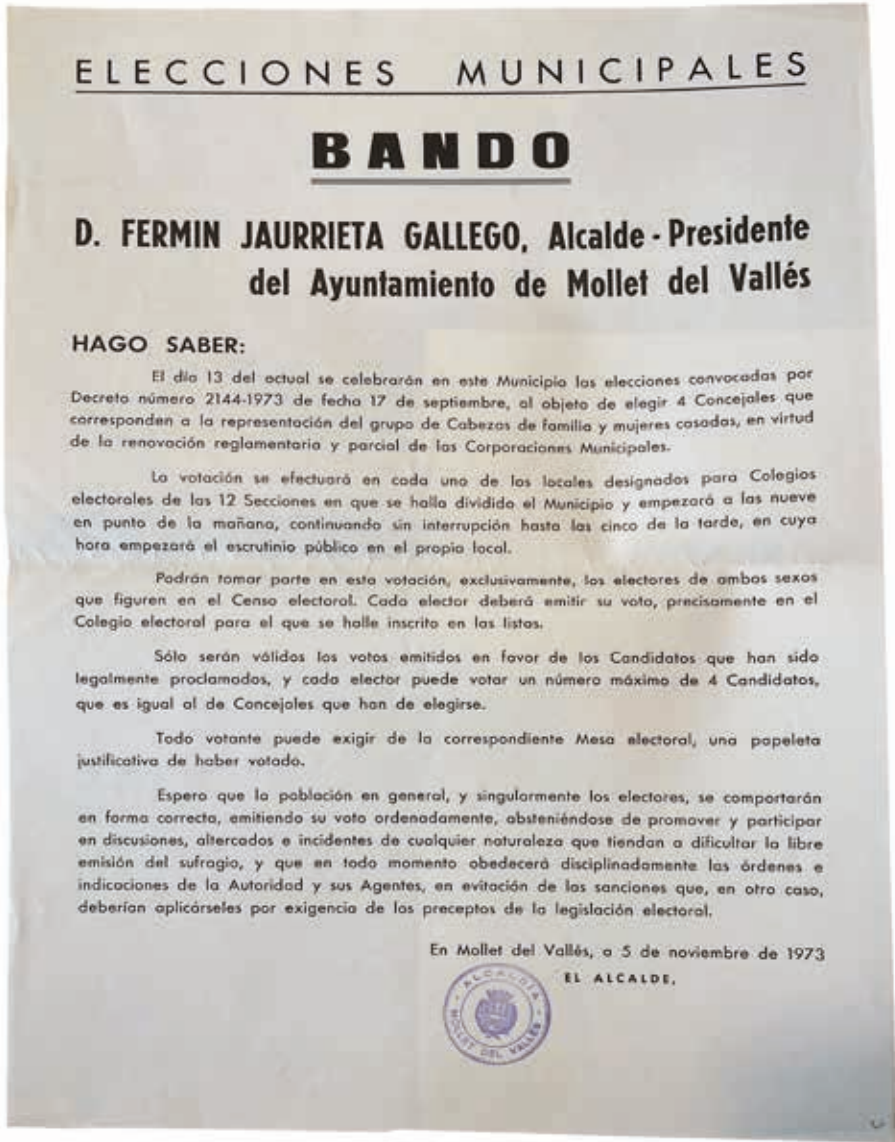 ELECCIONES MUNICIPALES
BANDO
D. FERMIN JAURRIETA GALLEGO, Alcalde - Presidente
del Ayuntamiento de Mollet del Vallés
HAGO SABER:
El día 13 del actual se celebrarán en este Municipio las elecciones convocadas por
Decreto número 2144-1973 de fecha 17 de septiembre, al objeto de elegir 4 Concejales que
corresponden a la representación del grupo de Cabezas de familia y mujeres casadas, en virtud
de la renovación reglamentaria y parcial de las Corporaciones Municipales.
La votación se efectuará en cada uno de los locales designados para Colegios
electorales de las 12 Secciones en que se halla dividido el Municipio y empezará a las nueve
en punto de la mañana, continuando sin interrupción hasta las cinco de la tarde, en cuya
hora empezará el escrutinio público en el propio local.
Podrán tomar parte en esta votación, exclusivamente, los electores de ambos sexos
que figuren en el Censo electoral. Cada elector deberá emitir su voto, precisamente en el
Colegio electoral para el que se halle inscrito en las listas.
Sólo serán válidos los votos emitidos en favor de los Candidatos que han sido
legalmente proclamados, y cada elector puede votar un número máximo de 4 Candidatos,
que es igual al de Concejales que han de elegirse.
Todo votante puede exigir de la correspondiente Mesa electoral, una papeleta
justificativa de haber votado.
Espero que la población en general, y singularmente los electores, se comportarán
en forma correcta, emitiendo su voto ordenadamente, absteniéndose de promover y participar
en discusiones, altercados e incidentes de cualquier naturaleza que tiendan a dificultar la libre
emisión del sufragio, y que en todo momento obedecerá disciplinadamente las órdenes e
indicaciones de la Autoridad y sus Agentes, en evitación de las sanciones que, en otro caso,
deberían aplicárseles por exigencia de los preceptos de la legislación electoral.
En Mollet del Vallés, a 5 de noviembre de 1973
EL ALCALDE,
ALCALDÍA
MOLLET DEL VALLÉS